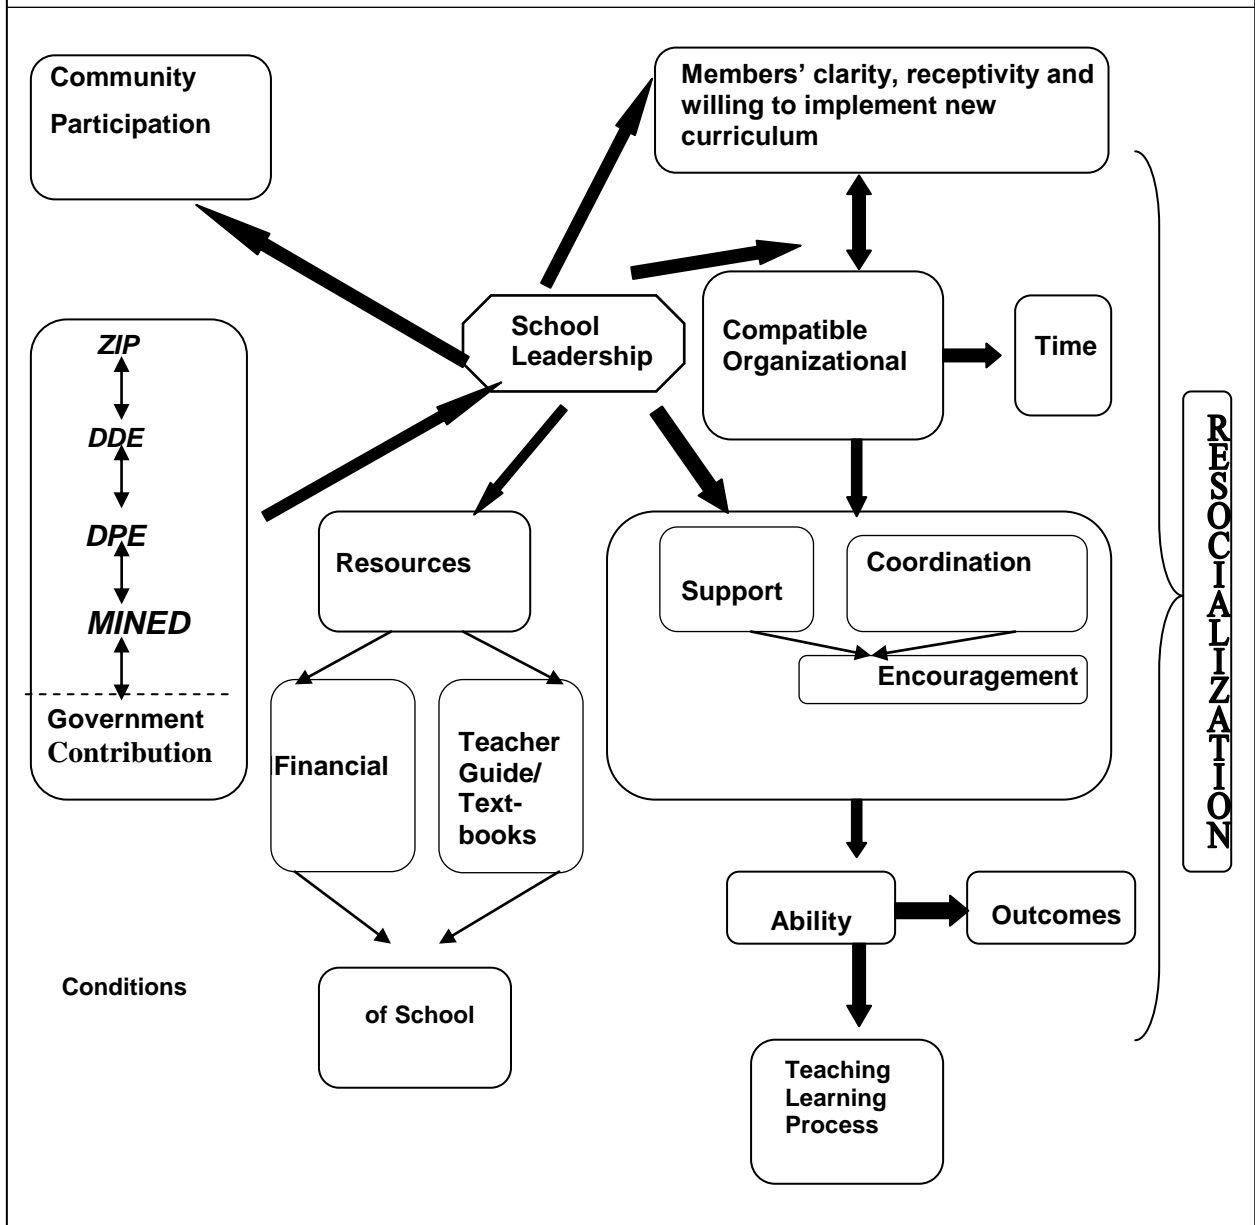 Community
Participation
Members’ clarity, receptivity and
willing to implement new
curriculum
School
Leadership
Compatible
Organizational
Time
ZIP
DDE
DPE
MINED
Government
Contribution
Resources
Support
Coordination
Encouragement
Financial
Teacher
Guide/
Text-
books
Ability
Outcomes
Conditions
of School
Teaching
Learning
Process
RESOCIALIZATION